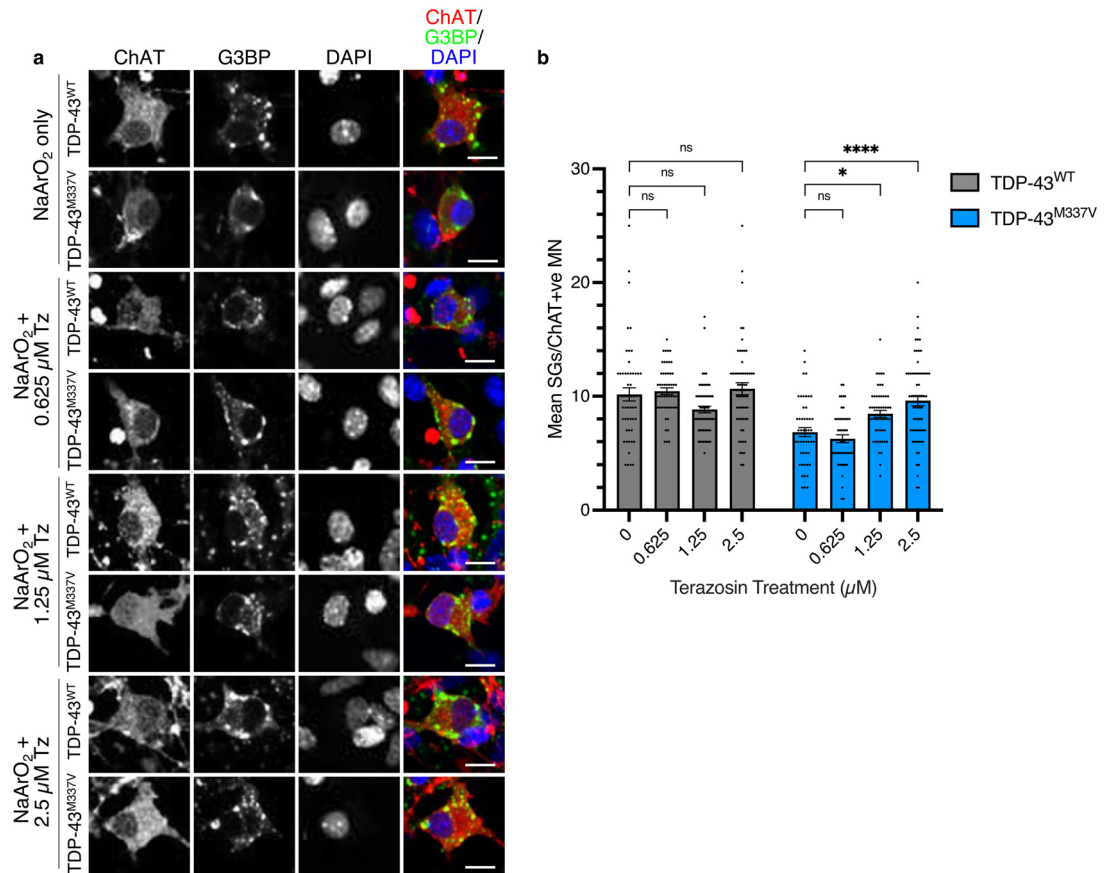 a
ChAT
G3BP
DAPI
ChAT/
G3BP/
DAPI
NaArO₂ only
TDP-43ᵂᵀ
TDP-43ᴹ³³⁷ⱽ
NaArO₂ +
0.625 µM Tz
TDP-43ᵂᵀ
TDP-43ᴹ³³⁷ⱽ
NaArO₂ +
1.25 µM Tz
TDP-43ᵂᵀ
TDP-43ᴹ³³⁷ⱽ
NaArO₂ +
2.5 µM Tz
TDP-43ᵂᵀ
TDP-43ᴹ³³⁷ⱽ
b
ns
ns
ns
****
*
ns
TDP-43ᵂᵀ
TDP-43ᴹ³³⁷ⱽ
Mean SGs/ChAT+ve MN
30
20
10
0
0 0.625 1.25 2.5 0 0.625 1.25 2.5
Terazosin Treatment (µM)